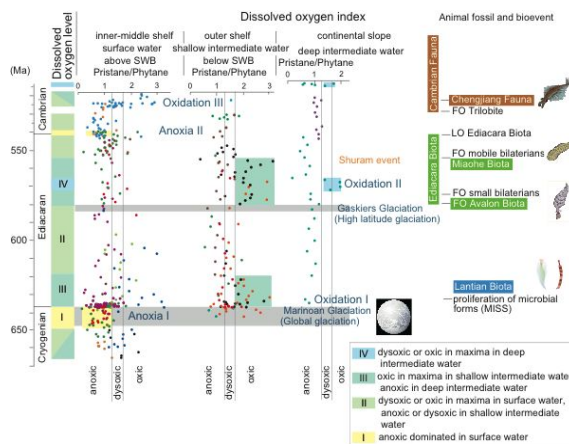 Dissolved oxygen index
Animal fossil and bioevent
Dissolved oxygen level
inner-middle shelf
surface water
above SWB
Pristane/Phytane
outer shelf
shallow intermediate water
below SWB
Pristane/Phytane
continental slope
deep intermediate water
Pristane/Phytane
(Ma)
0 1 2 3
0 1 2 3
0 1 2
Cambrian
Ediacaran
Cryogenian
550
600
650
IV
II
III
I
Oxidation III
Anoxia II
Shuram event
Oxidation II
Gaskiers Glaciation
(High latitude glaciation)
Oxidation I
Marinoan Glaciation
(Global glaciation)
Anoxia I
anoxic
dysoxic
oxic
anoxic
dysoxic
oxic
anoxic
dysoxic
oxic
Cambrian Fauna
Chengjiang Fauna
FO Trilobite
Ediacara Biota
LO Ediacara Biota
FO mobile bilaterians
Miaohe Biota
FO small bilaterians
FO Avalon Biota
Lantian Biota
proliferation of microbial
forms (MISS)
IV dysoxic or oxic in maxima in deep
intermediate water
III oxic in maxima in shallow intermediate water
anoxic in deep intermediate water
II dysoxic or oxic in maxima in surface water,
anoxic or dysoxic in shallow intermediate
water
I anoxic dominated in surface water